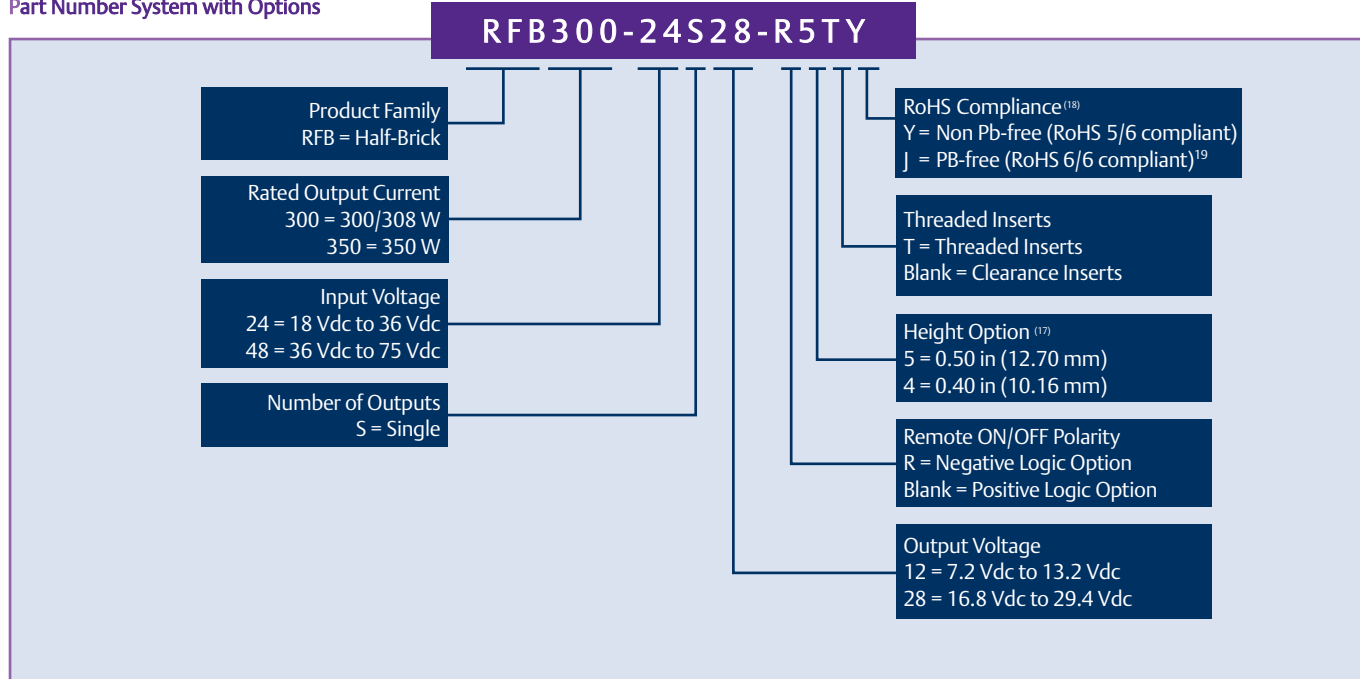 Part Number System with Options
RFB300-24S28-R5TY
Product Family
RFB = Half-Brick
Rated Output Current
300 = 300/308 W
350 = 350 W
Input Voltage
24 = 18 Vdc to 36 Vdc
48 = 36 Vdc to 75 Vdc
Number of Outputs
S = Single
RoHS Compliance (18)
Y = Non Pb-free (RoHS 5/6 compliant)
J = PB-free (RoHS 6/6 compliant)19
Threaded Inserts
T = Threaded Inserts
Blank = Clearance Inserts
Height Option (17)
5 = 0.50 in (12.70 mm)
4 = 0.40 in (10.16 mm)
Remote ON/OFF Polarity
R = Negative Logic Option
Blank = Positive Logic Option
Output Voltage
12 = 7.2 Vdc to 13.2 Vdc
28 = 16.8 Vdc to 29.4 Vdc